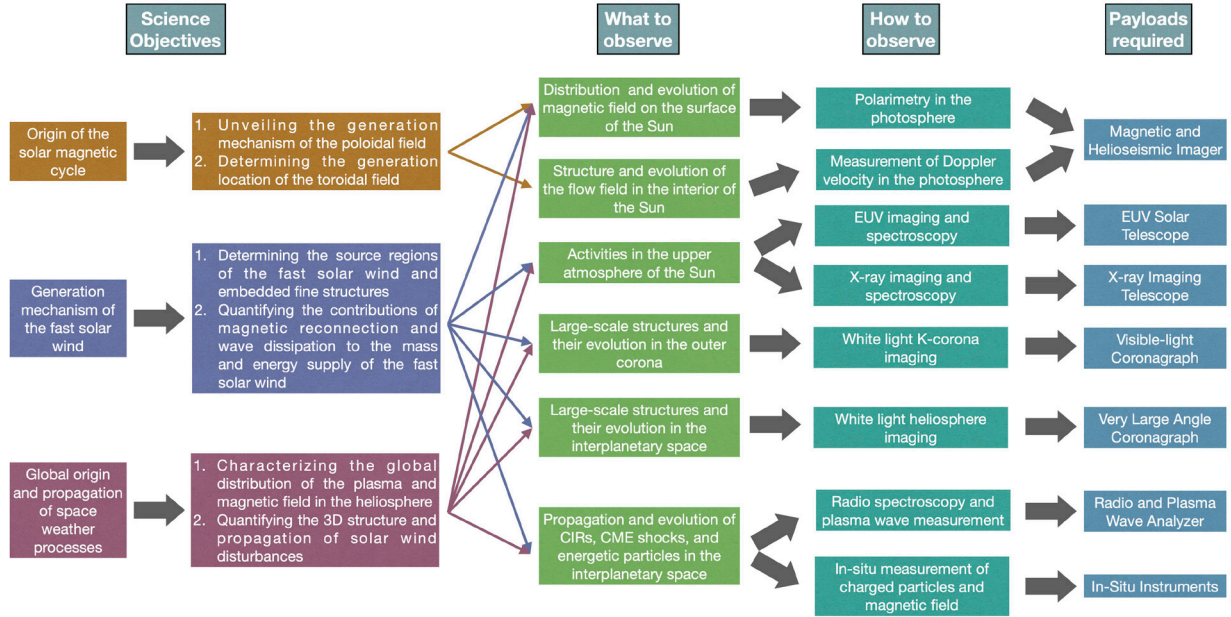 Science
Objectives
What to
observe
How to
observe
Payloads
required
Origin of the
solar magnetic
cycle
1. Unveiling the generation
mechanism of the poloidal field
2. Determining the generation
location of the toroidal field
Generation
mechanism of
the fast solar
wind
1. Determining the source regions
of the fast solar wind and
embedded fine structures
2. Quantifying the contributions of
magnetic reconnection and
wave dissipation to the mass
and energy supply of the fast
solar wind
Global origin
and propagation
of space
weather
processes
1. Characterizing the global
distribution of the plasma and
magnetic field in the heliosphere
2. Quantifying the 3D structure and
propagation of solar wind
disturbances
Distribution and evolution of
magnetic field on the surface
of the Sun
Structure and evolution of
the flow field in the interior of
the Sun
Activities in the upper
atmosphere of the Sun
Large-scale structures and
their evolution in the outer
corona
Large-scale structures and
their evolution in the
interplanetary space
Propagation and evolution of
CIRs, CME shocks, and
energetic particles in the
interplanetary space
Polarimetry in the
photosphere
Measurement of Doppler
velocity in the photosphere
EUV imaging and
spectroscopy
X-ray imaging and
spectroscopy
White light K-corona
imaging
White light heliosphere
imaging
Radio spectroscopy and
plasma wave measurement
In-situ measurement of
charged particles and
magnetic field
Magnetic and
Helioseismic Imager
EUV Solar
Telescope
X-ray Imaging
Telescope
Visible-light
Coronagraph
Very Large Angle
Coronagraph
Radio and Plasma
Wave Analyzer
In-Situ Instruments